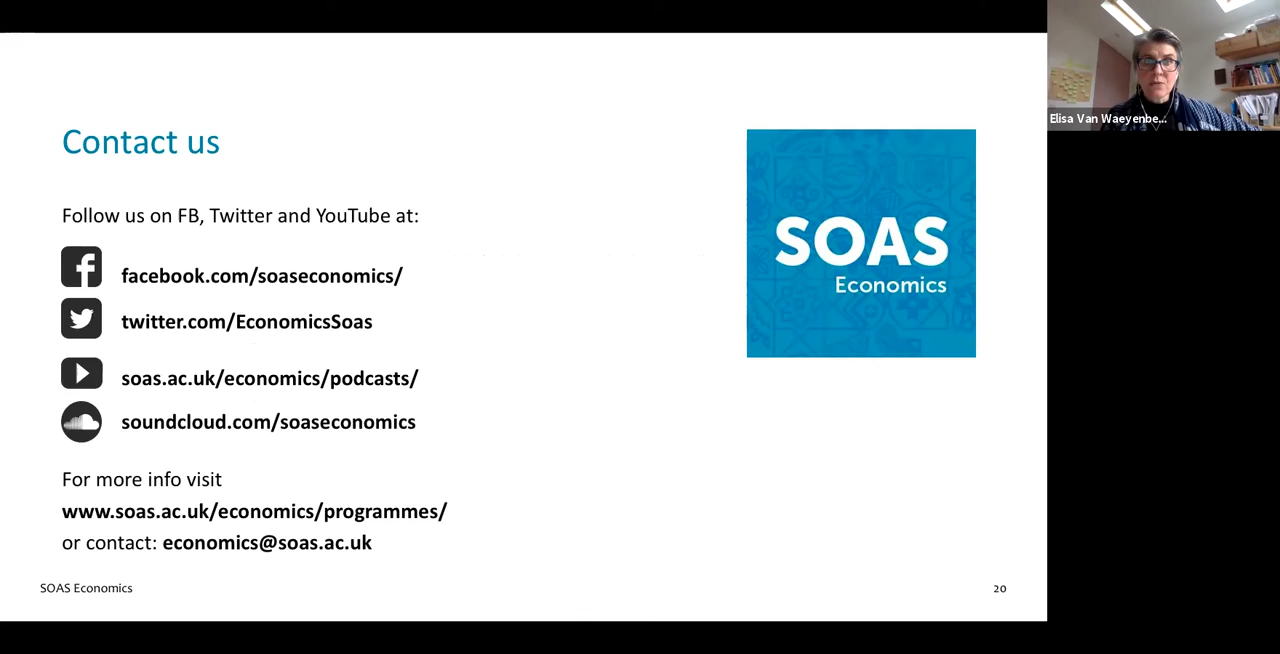 Contact us
Follow us on FB, Twitter and YouTube at:
facebook.com/soaseconomics/
twitter.com/EconomicsSoas
soas.ac.uk/economics/podcasts/
soundcloud.com/soaseconomics
For more info visit
www.soas.ac.uk/economics/programmes/
or contact: economics@soas.ac.uk
SOAS Economics
20
SOAS
Economics
Elisa Van Waeyenbe...